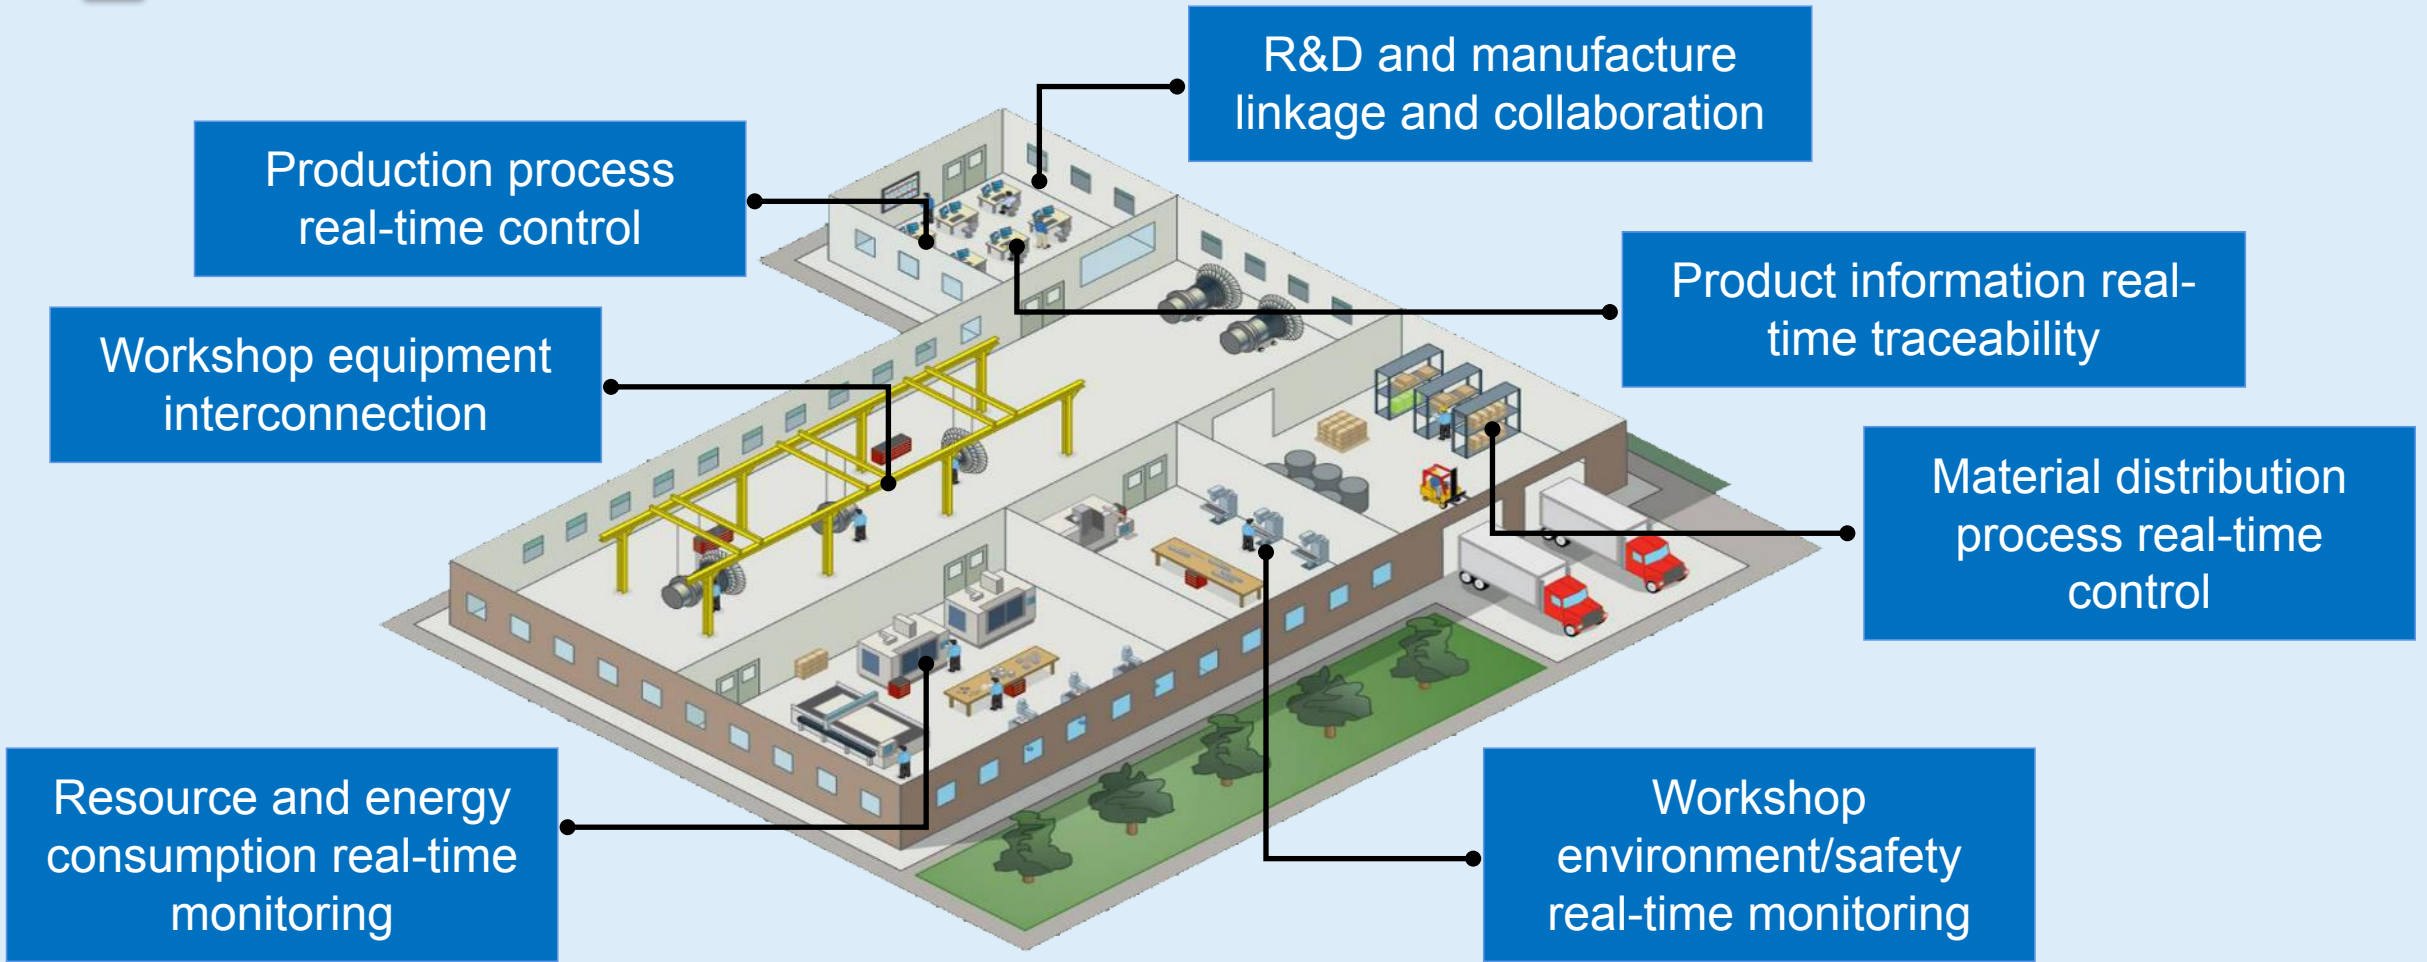 R&D and manufacture
linkage and collaboration
Production process
real-time control
Product information real-
time traceability
Workshop equipment
interconnection
Material distribution
process real-time
control
Resource and energy
consumption real-time
monitoring
Workshop
environment/safety
real-time monitoring